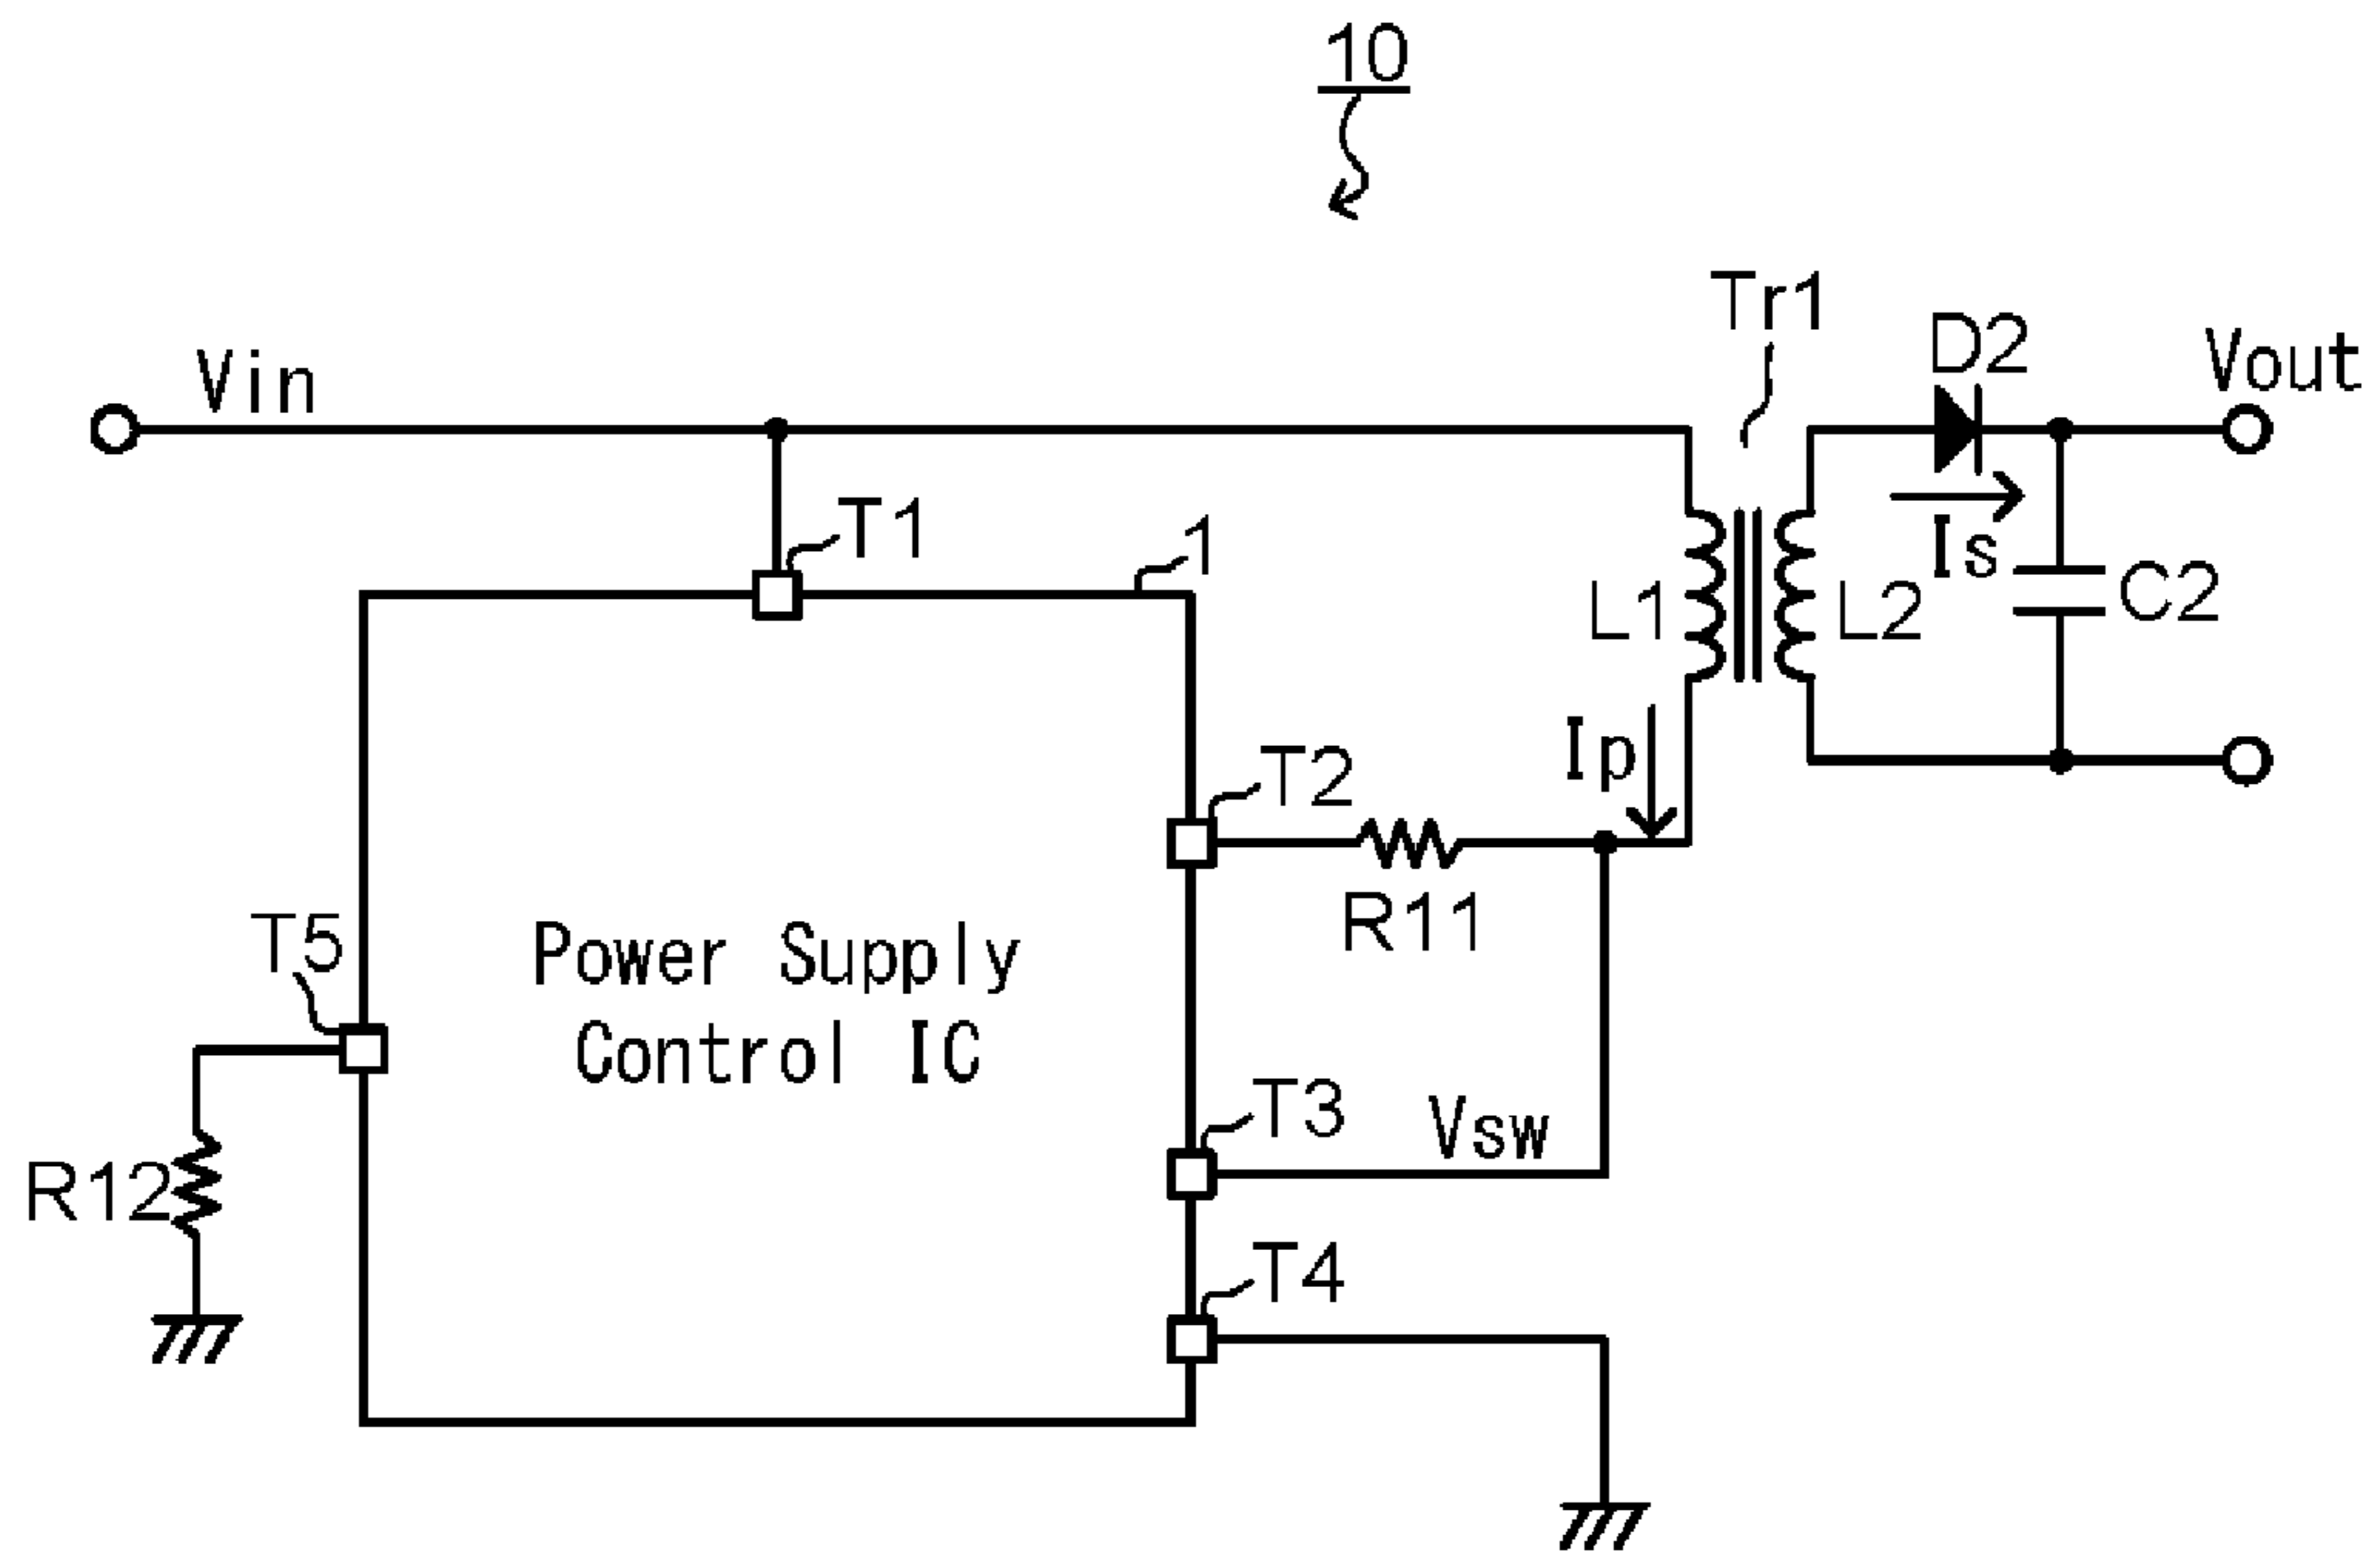 10
Tr1
D2
Vin
Vout
T1
1
Is
L1
L2
C2
Ip
T2
R11
T5
Power Supply
Control IC
T3
Vsw
R12
T4